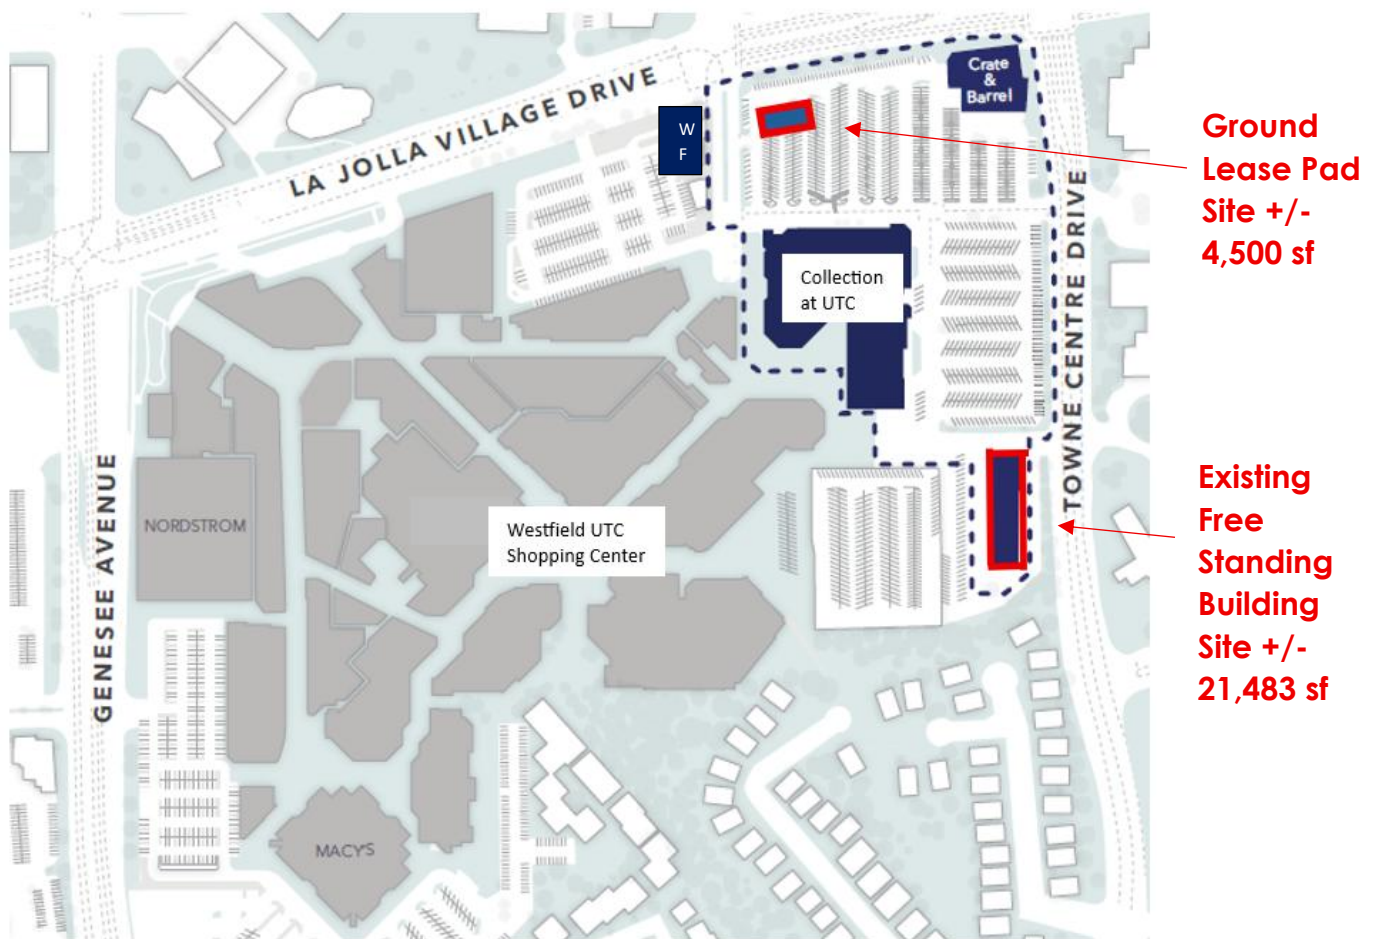 LA JOLLA VILLAGE DRIVE
W
F
Crate
&
Barrel
Ground
Lease Pad
Site +/-
4,500 sf
Collection
at UTC
TOWNE CENTRE DRIVE
GENESEE AVENUE
NORDSTROM
Westfield UTC
Shopping Center
Existing
Free
Standing
Building
Site +/-
21,483 sf
MACY'S